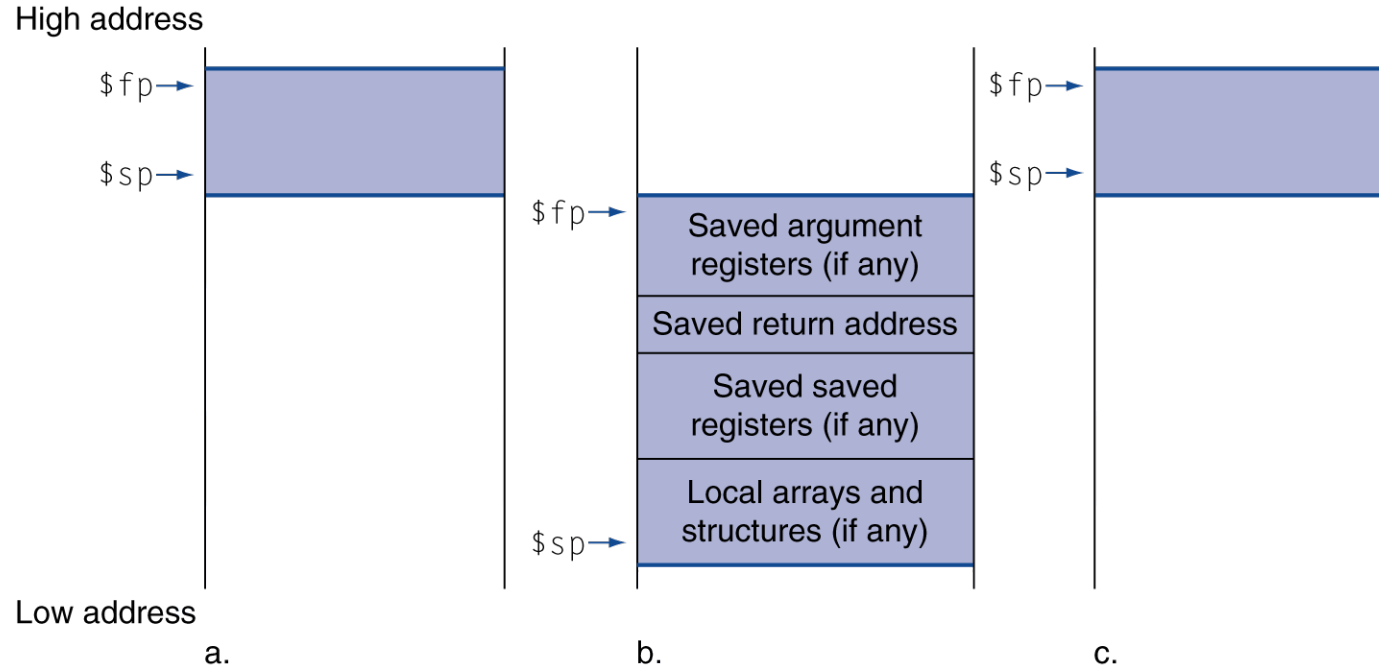 High address
$fp
$sp
$fp
Saved argument
registers (if any)
Saved return address
Saved saved
registers (if any)
Local arrays and
structures (if any)
$sp
$fp
$sp
Low address
a.
b.
c.